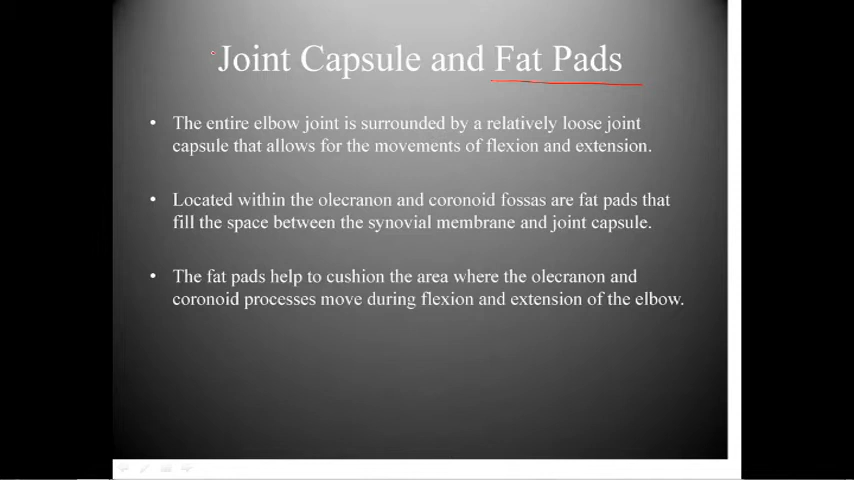 Joint Capsule and Fat Pads
• The entire elbow joint is surrounded by a relatively loose joint
capsule that allows for the movements of flexion and extension.
• Located within the olecranon and coronoid fossas are fat pads that
fill the space between the synovial membrane and joint capsule.
• The fat pads help to cushion the area where the olecranon and
coronoid processes move during flexion and extension of the elbow.